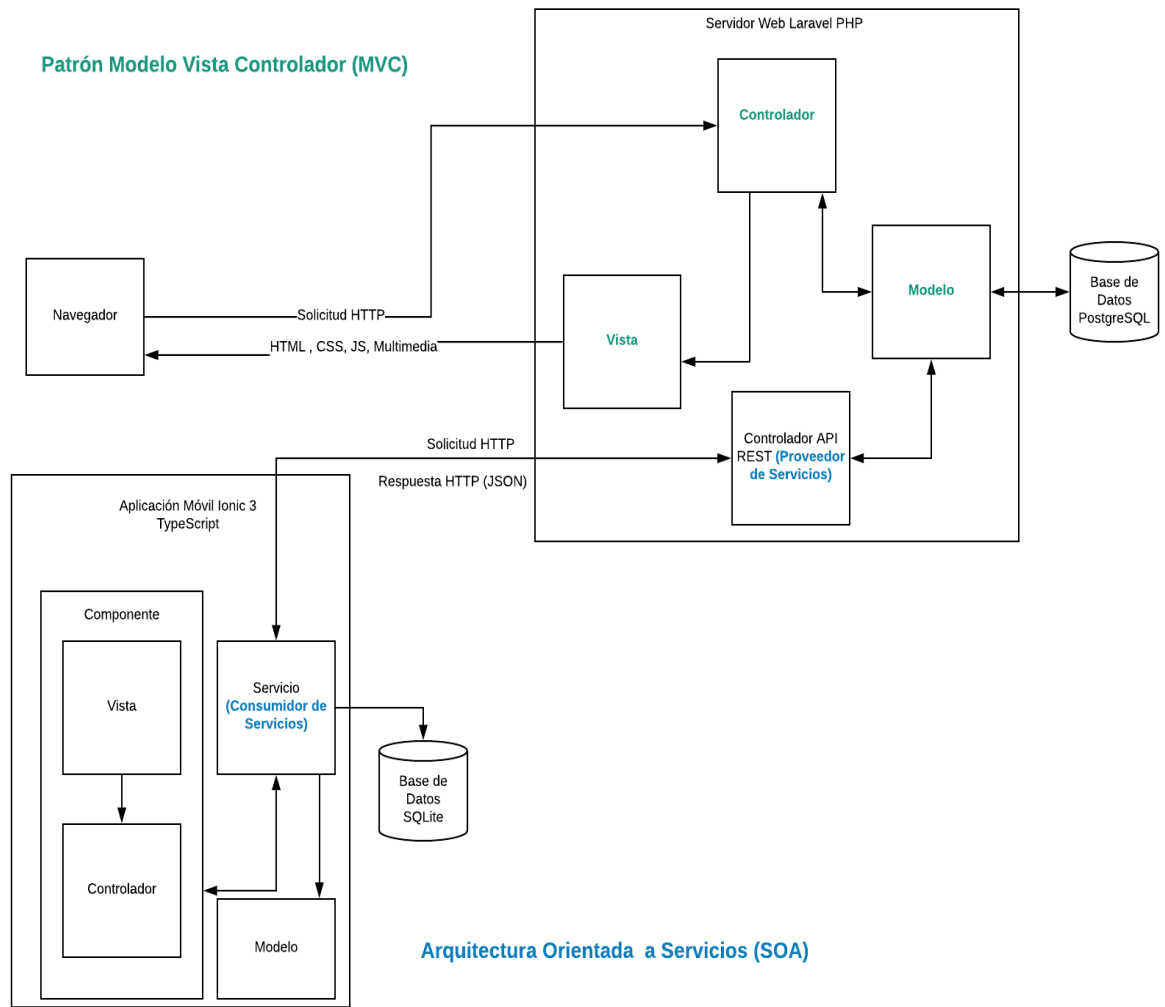 Servidor Web Laravel PHP
Patrón Modelo Vista Controlador (MVC)
Controlador
Modelo
Base de
Datos
PostgreSQL
Navegador
Solicitud HTTP
HTML , CSS, JS, Multimedia
Vista
Controlador API
REST (Proveedor
de Servicios)
Solicitud HTTP
Respuesta HTTP (JSON)
Aplicación Móvil Ionic 3
TypeScript
Componente
Vista
Servicio
(Consumidor de
Servicios)
Base de
Datos
SQLite
Controlador
Modelo
Arquitectura Orientada  a Servicios (SOA)